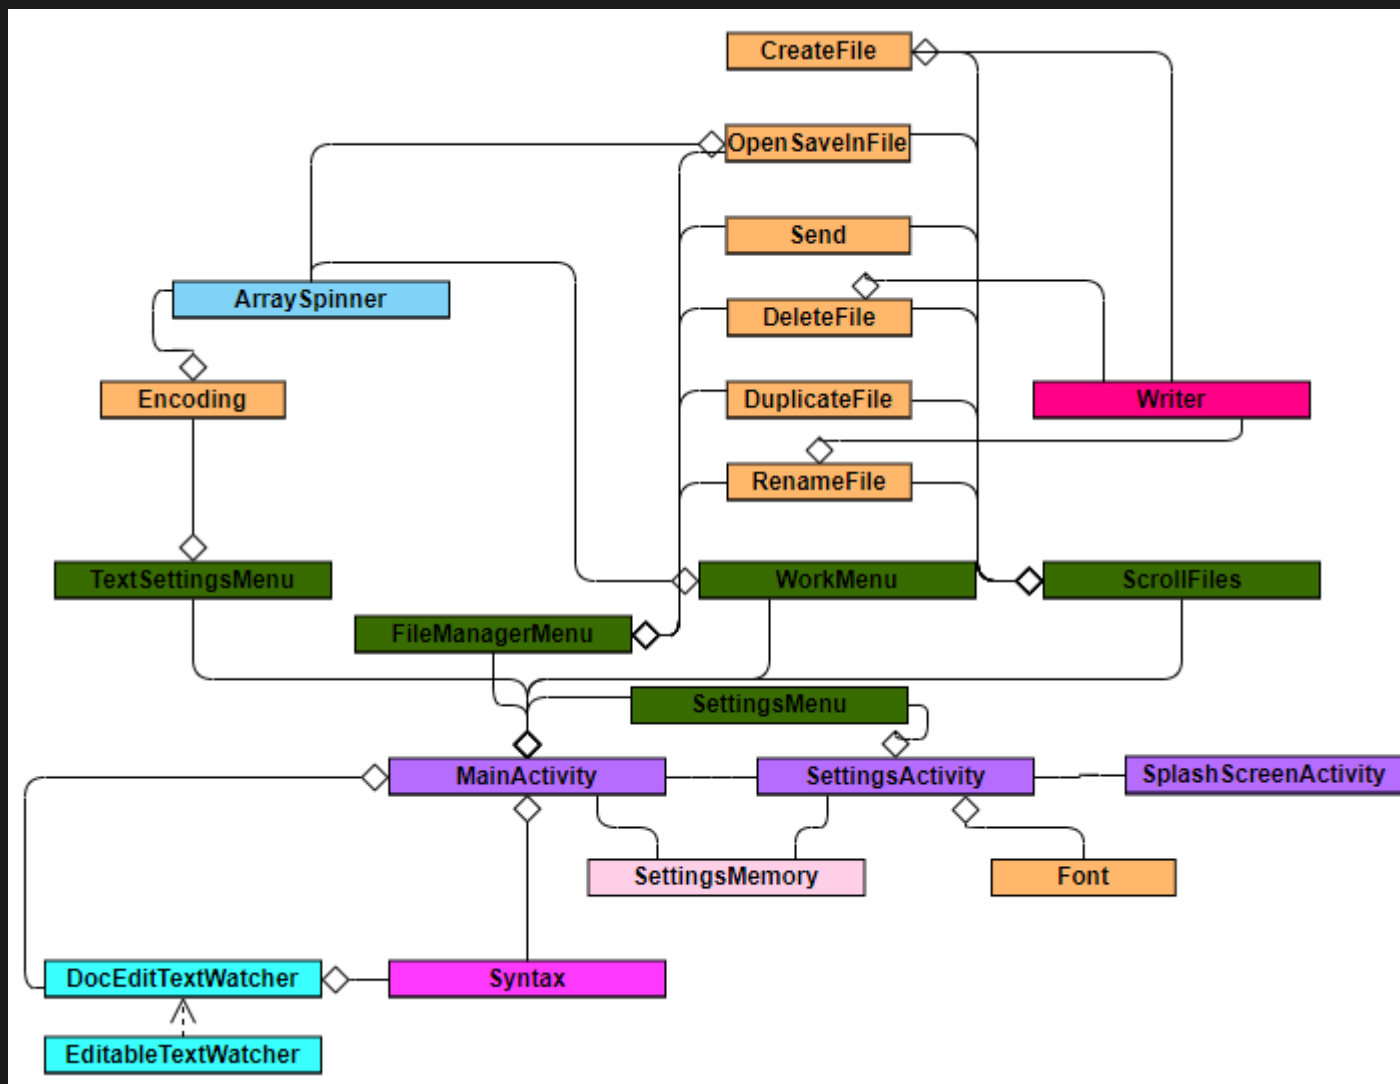 CreateFile
OpenSaveInFile
Send
ArraySpinner
DeleteFile
Encoding
DuplicateFile
Writer
RenameFile
TextSettingsMenu
WorkMenu
ScrollFiles
FileManagerMenu
SettingsMenu
MainActivity
SettingsActivity
SplashScreenActivity
SettingsMemory
Font
DocEditTextWatcher
Syntax
EditableTextWatcher